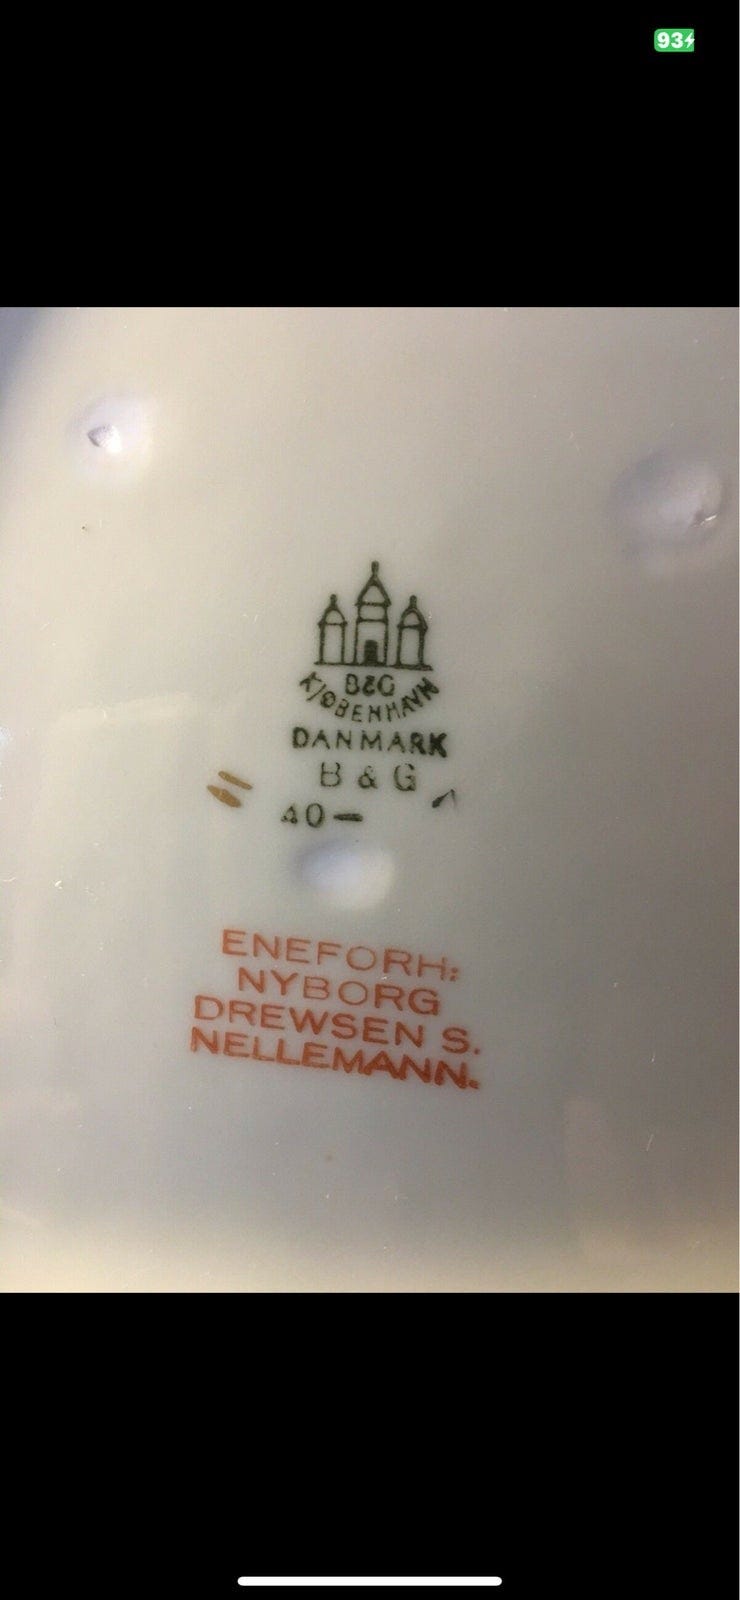 93
B&G
KJØBENHAVN
DANMARK
B & G
40-
ENEFORH:
NYBORG
DREWSEN S.
NELLEMANN.